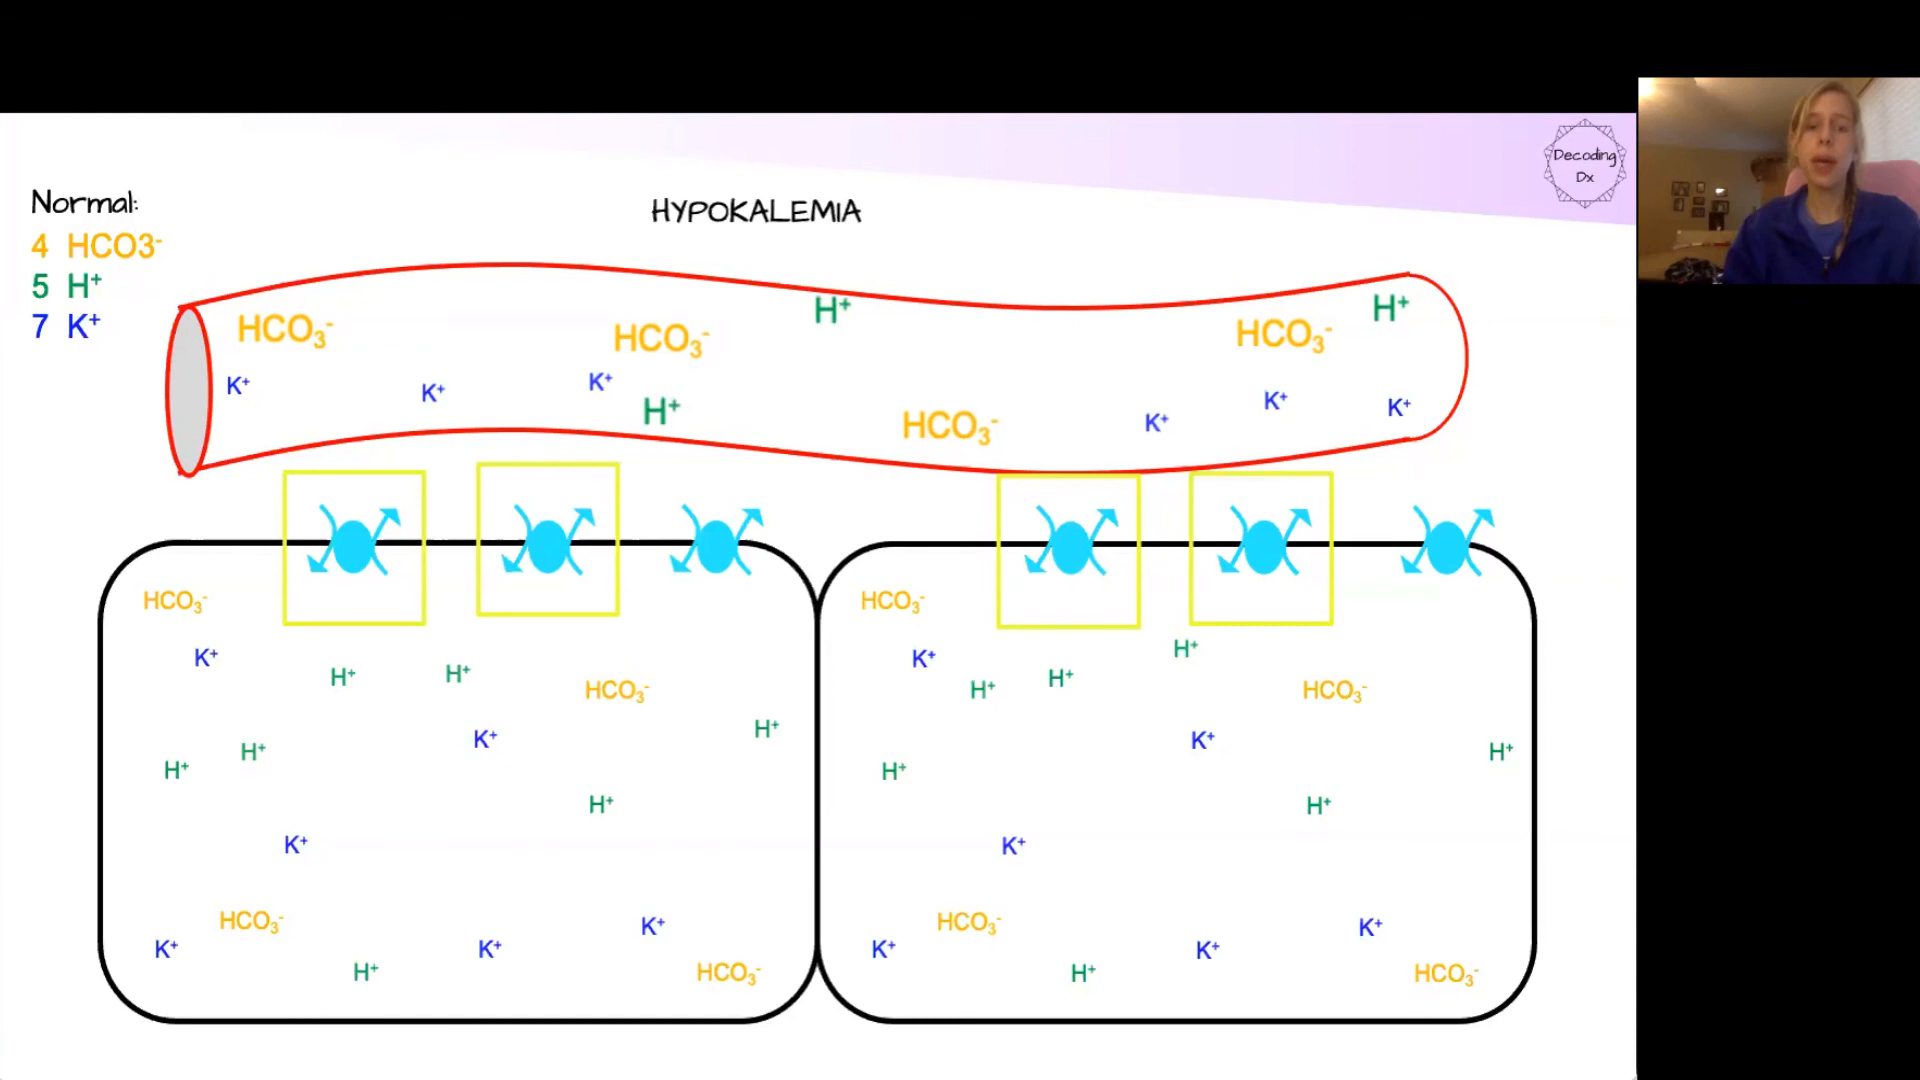 Decoding
Dx
Normal:
4 HCO3⁻
5 H⁺
7 K⁺
HYPOKALEMIA
HCO₃⁻ HCO₃⁻ H⁺ HCO₃⁻ H⁺
K⁺ K⁺ K⁺ K⁺ K⁺ K⁺
H⁺ HCO₃⁻
HCO₃⁻
K⁺
H⁺ H⁺
HCO₃⁻
K⁺
H⁺
H⁺ H⁺
H⁺
K⁺
HCO₃⁻
K⁺ K⁺ K⁺
H⁺ HCO₃⁻
HCO₃⁻
K⁺
H⁺ H⁺ H⁺
HCO₃⁻
K⁺
H⁺
H⁺ H⁺
K⁺
HCO₃⁻
K⁺ K⁺ K⁺
H⁺ HCO₃⁻